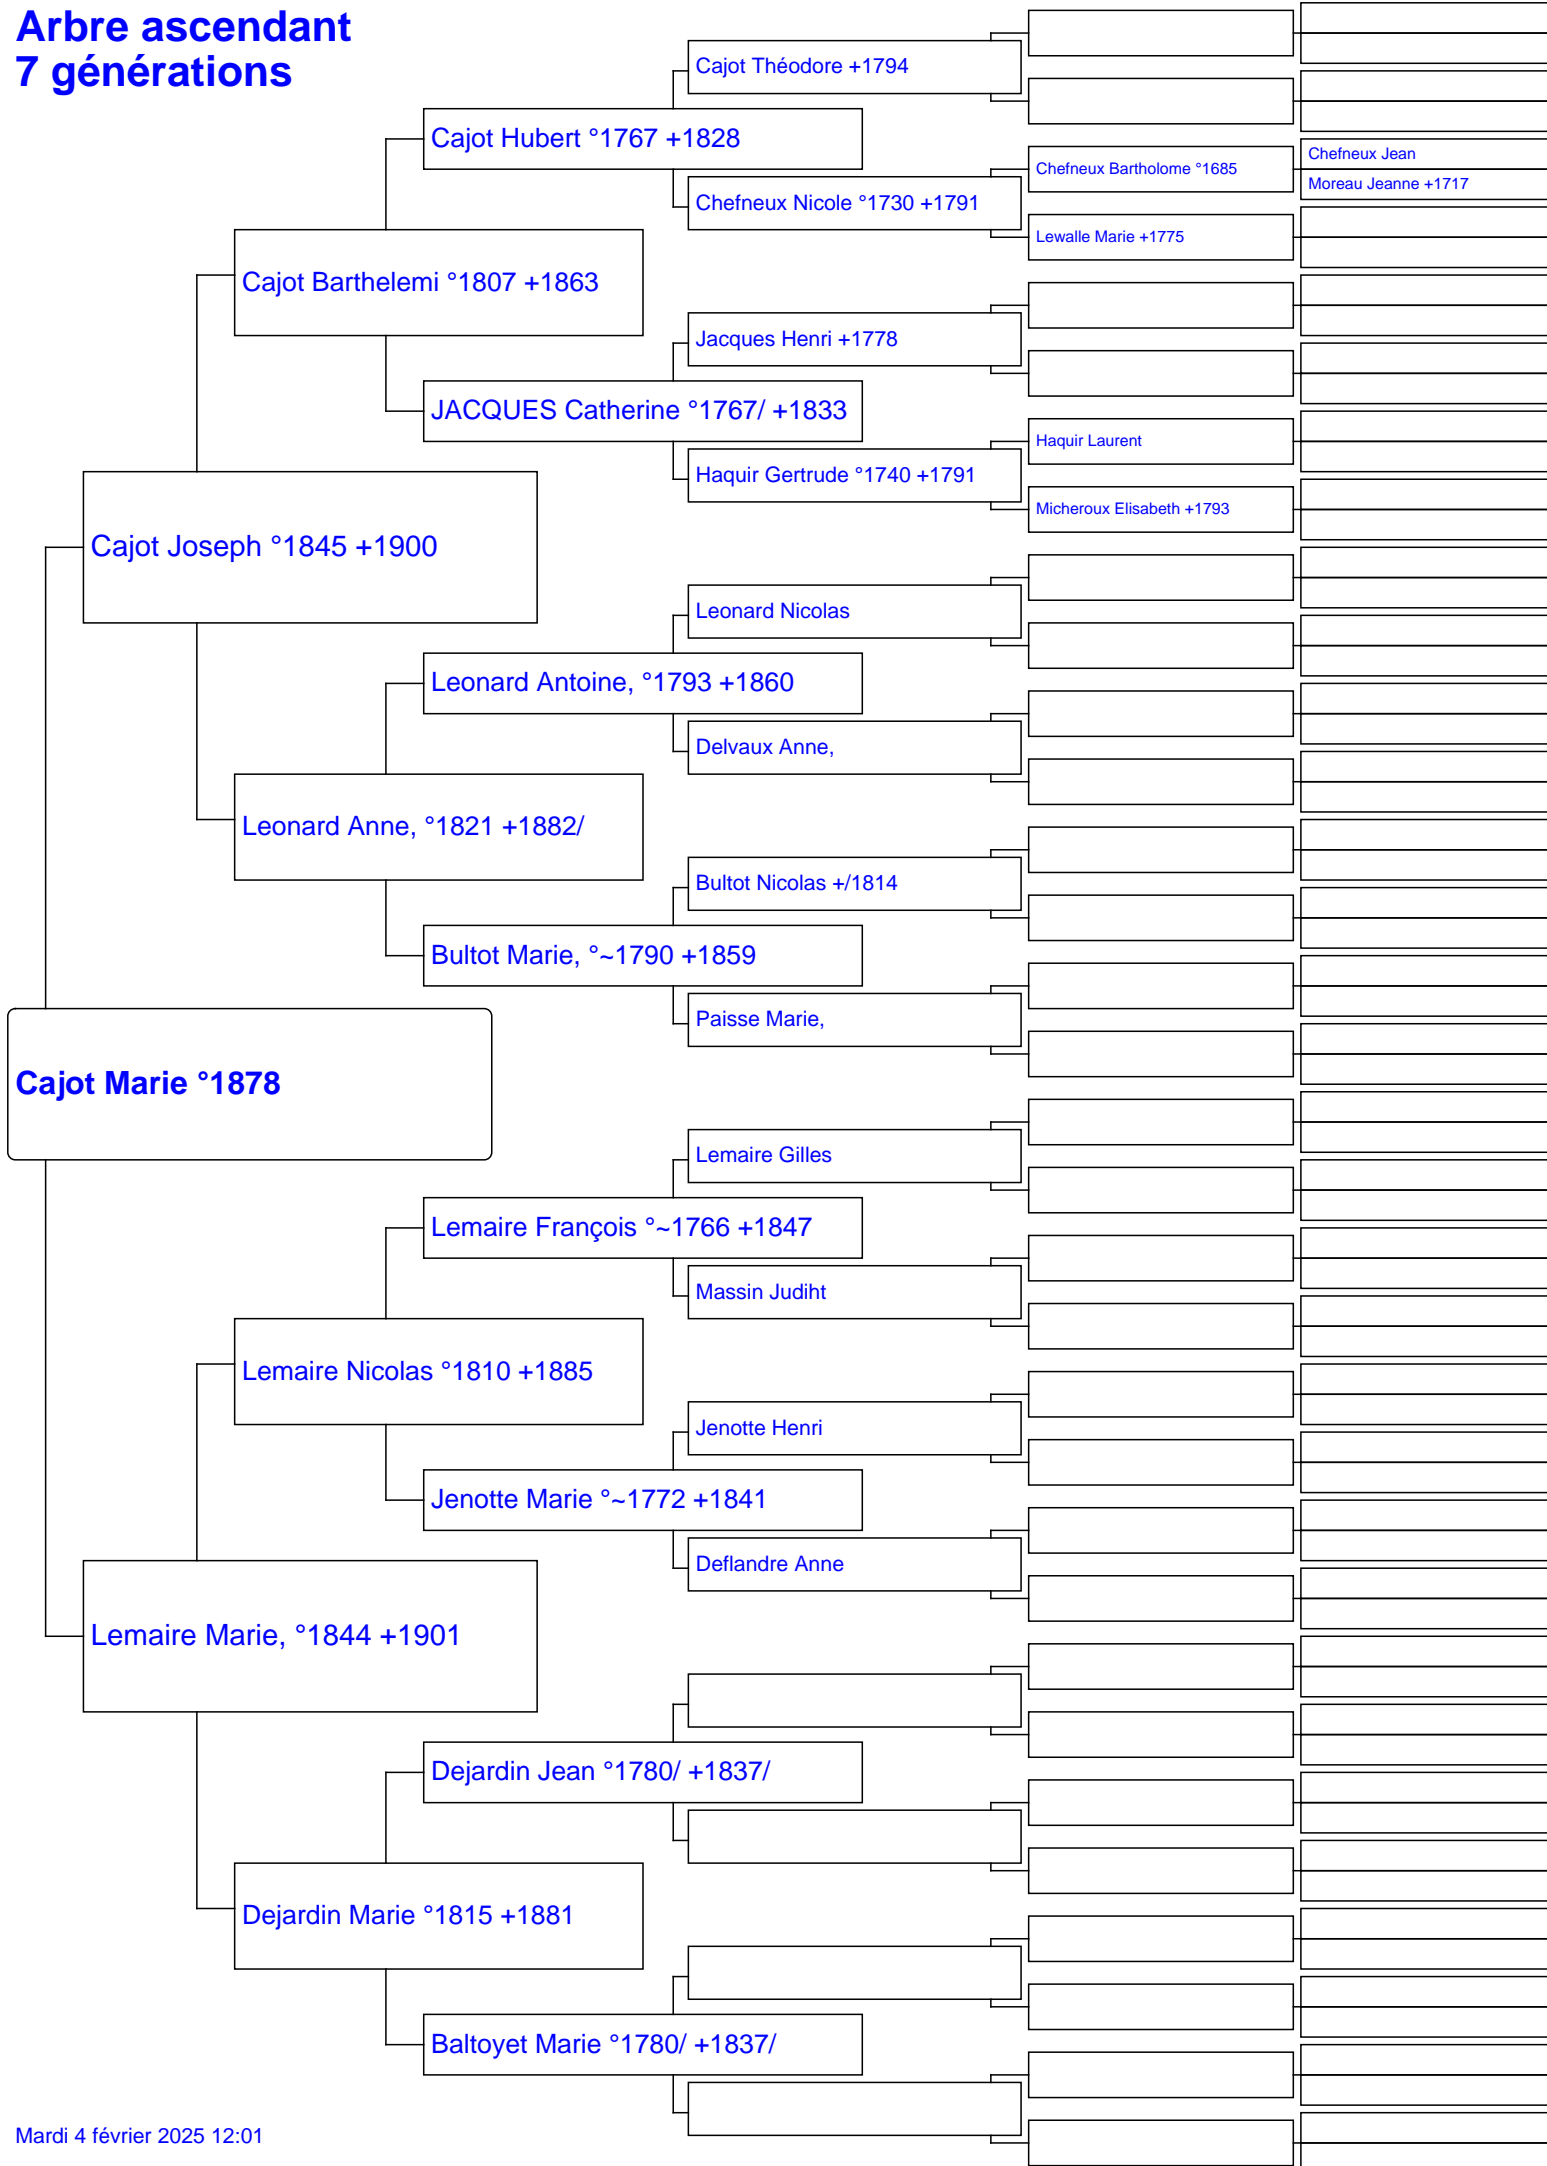 Arbre ascendant
7 générations
Cajot Théodore +1794
Cajot Hubert °1767 +1828
Chefneux Jean
Chefneux Bartholome °1685
Moreau Jeanne +1717
Chefneux Nicole °1730 +1791
Lewalle Marie +1775
Cajot Barthelemi °1807 +1863
Jacques Henri +1778
JACQUES Catherine °1767/ +1833
Haquir Laurent
Haquir Gertrude °1740 +1791
Micheroux Elisabeth +1793
Cajot Joseph °1845 +1900
Leonard Nicolas
Leonard Antoine, °1793 +1860
Delvaux Anne,
Leonard Anne, °1821 +1882/
Bultot Nicolas +/1814
Bultot Marie, °~1790 +1859
Paisse Marie,
Cajot Marie °1878
Lemaire Gilles
Lemaire François °~1766 +1847
Massin Judiht
Lemaire Nicolas °1810 +1885
Jenotte Henri
Jenotte Marie °~1772 +1841
Deflandre Anne
Lemaire Marie, °1844 +1901
Dejardin Jean °1780/ +1837/
Dejardin Marie °1815 +1881
Baltoyet Marie °1780/ +1837/
Mardi 4 février 2025 12:01